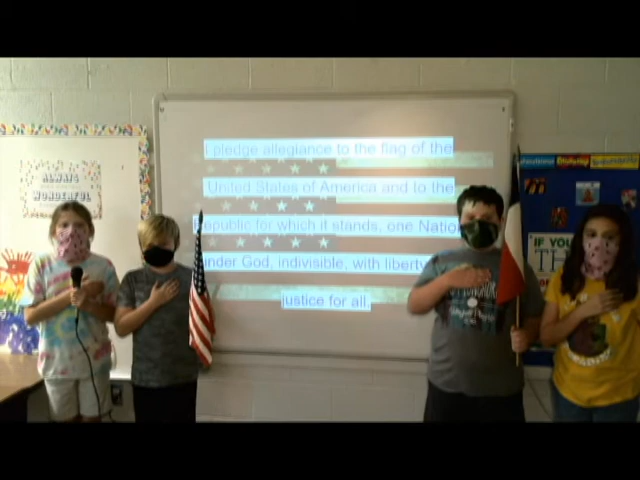 I pledge allegiance to the flag of the
United States of America and to the
Republic for which it stands, one Nation
under God, indivisible, with liberty
justice for all.
ALWAYS
WONDERFUL
IF YOU